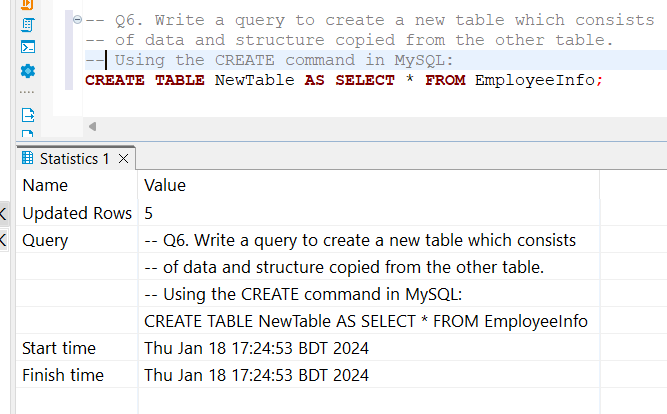 -- Q6. Write a query to create a new table which consists
-- of data and structure copied from the other table.
-- Using the CREATE command in MySQL:
CREATE TABLE NewTable AS SELECT * FROM EmployeeInfo;
Statistics 1
Name Value
Updated Rows 5
Query -- Q6. Write a query to create a new table which consists
-- of data and structure copied from the other table.
-- Using the CREATE command in MySQL:
CREATE TABLE NewTable AS SELECT * FROM EmployeeInfo
Start time Thu Jan 18 17:24:53 BDT 2024
Finish time Thu Jan 18 17:24:53 BDT 2024